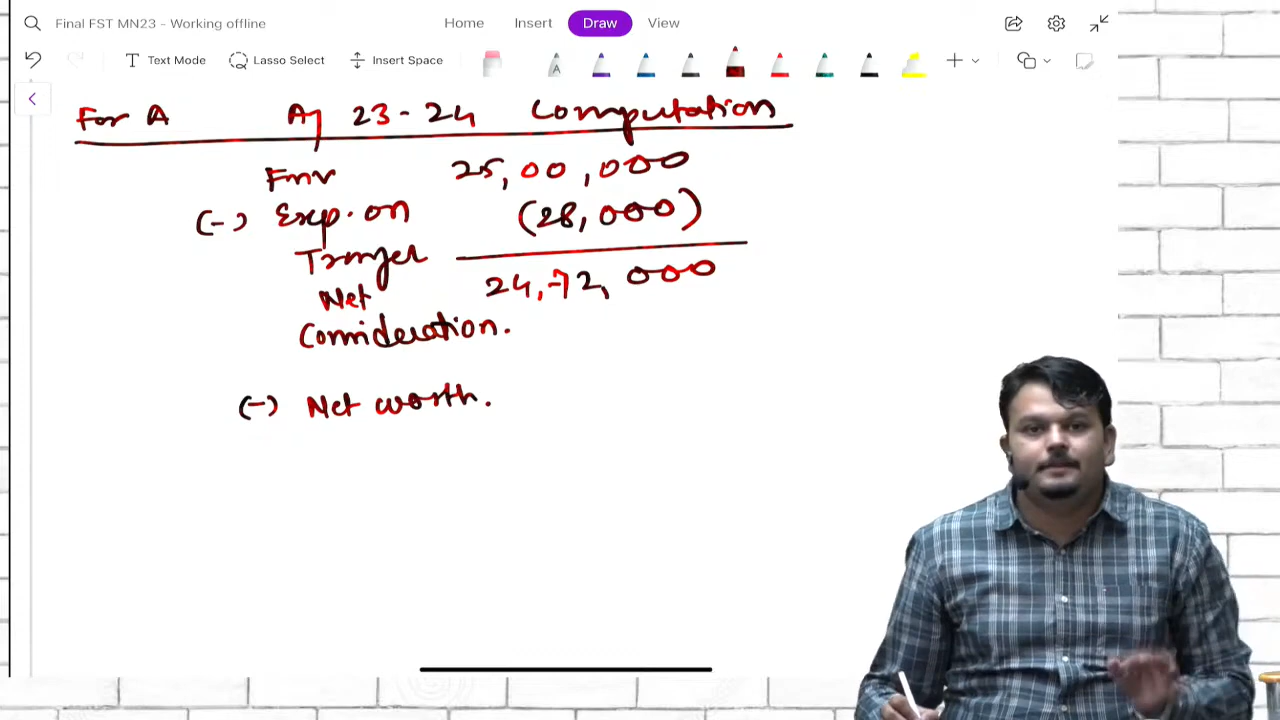 Final FST MN23 - Working offline
Home Insert Draw View
Text Mode Lasso Select Insert Space
A
For A Ay 23-24 Computation
Fmv 25,00,000
(-) Exp. on (28,000)
Transfer
Net 24,72,000
Consideration.
(-) Net worth.